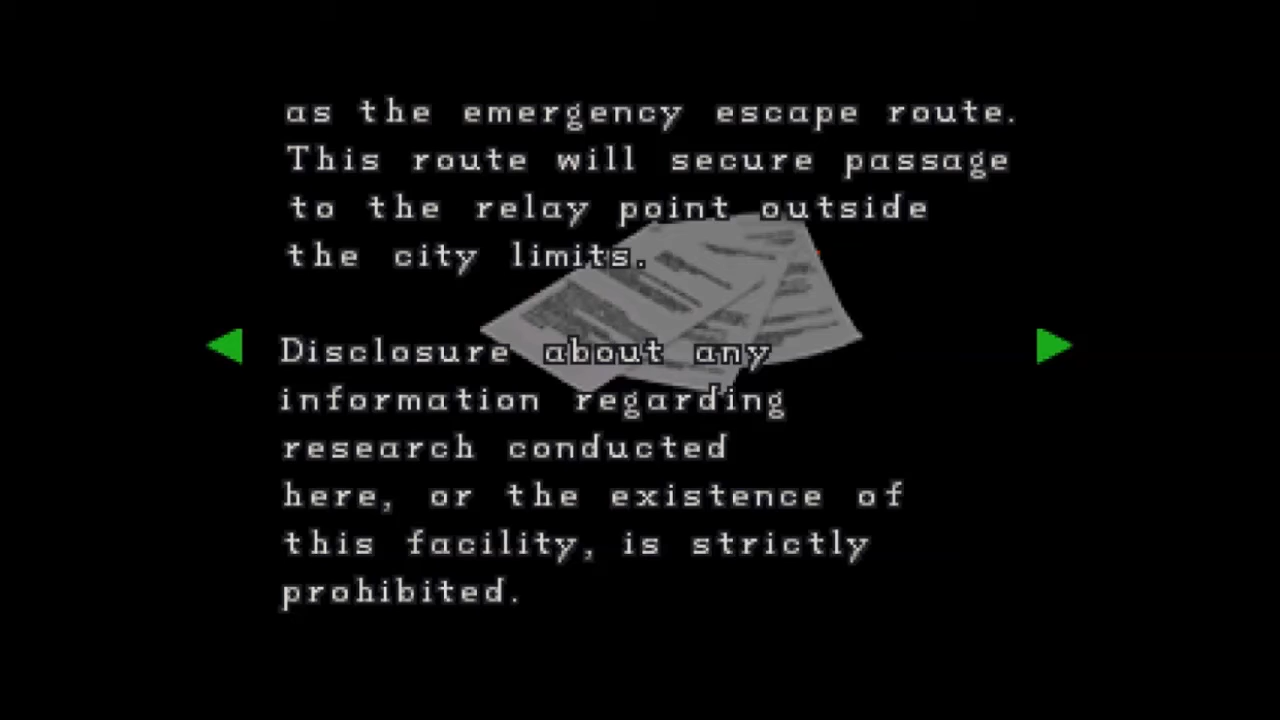 as the emergency escape route.
This route will secure passage
to the relay point outside
the city limits.
Disclosure about any
information regarding
research conducted
here, or the existence of
this facility, is strictly
prohibited.